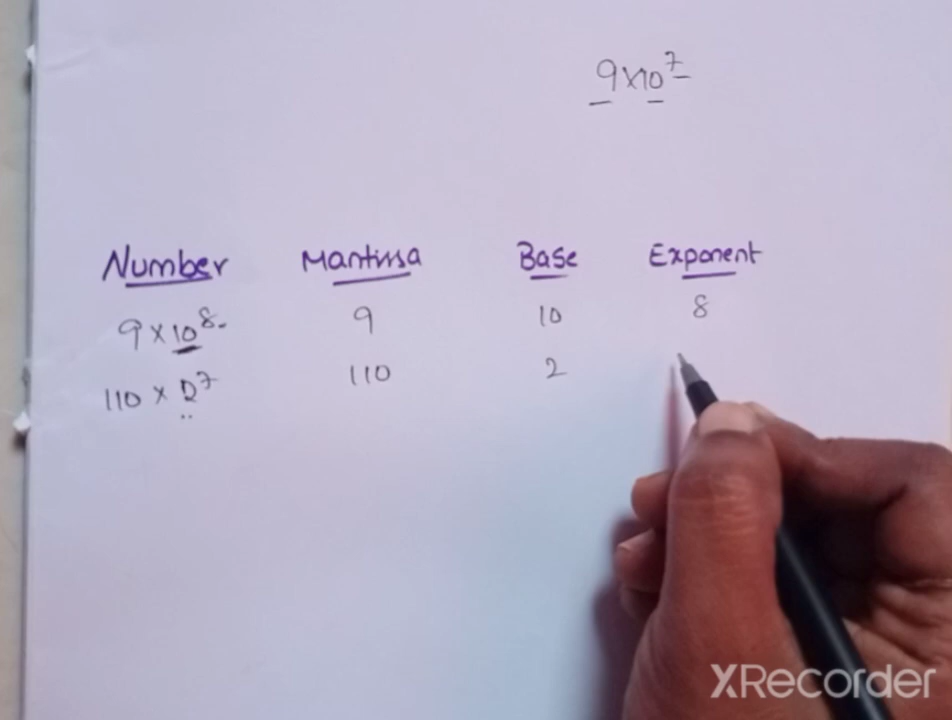 9×10⁷
Number Mantissa Base Exponent
9×10⁸ 9 10 8
110 × 2⁷ 110 2
XRecorder